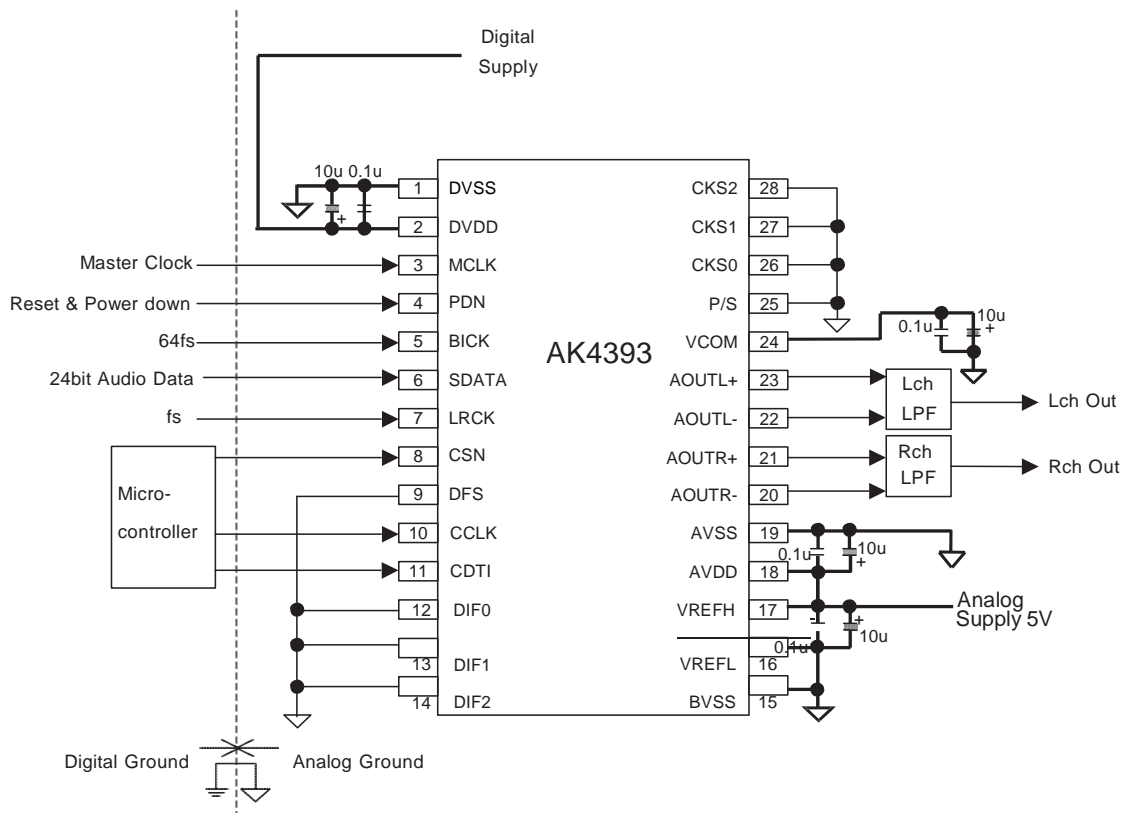 Digital
Supply
10u 0.1u
+
1 DVSS
2 DVDD
Master Clock 3 MCLK
Reset & Power down 4 PDN
64fs 5 BICK
24bit Audio Data 6 SDATA
fs 7 LRCK
8 CSN
Micro-
controller
9 DFS
10 CCLK
11 CDTI
12 DIF0
13 DIF1
14 DIF2
AK4393
CKS2 28
CKS1 27
CKS0 26
P/S 25
VCOM 24
0.1u 10u
+
AOUTL+ 23
AOUTL- 22
Lch
LPF
Lch Out
AOUTR+ 21
AOUTR- 20
Rch
LPF
Rch Out
AVSS 19
0.1u 10u
+
AVDD 18
VREFH 17
Analog
Supply 5V
+
0.1u 10u
VREFL 16
BVSS 15
Digital Ground Analog Ground